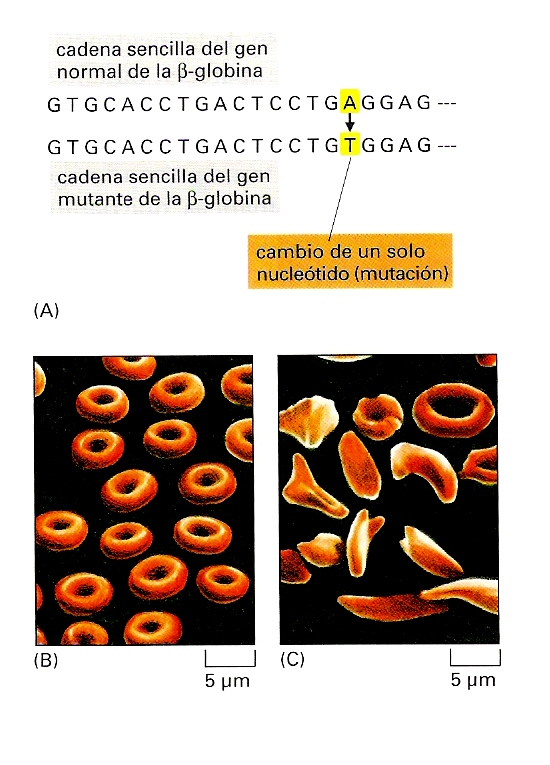 cadena sencilla del gen
normal de la β-globina
G T G C A C C T G A C T C C T G A G G A G ---
G T G C A C C T G A C T C C T G T G G A G ---
cadena sencilla del gen
mutante de la β-globina
cambio de un solo
nucleótido (mutación)
(A)
(B)
5 µm
(C)
5 µm